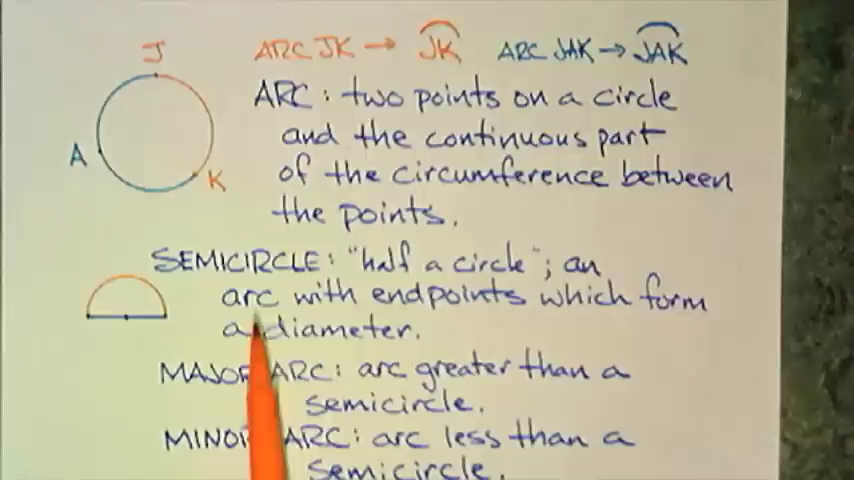 J
ARC JK → JK ARC JAK → JAK
ARC: two points on a circle
and the continuous part
A
of the circumference between
K
the points.
SEMICIRCLE: "half a circle"; an
arc with endpoints which form
a diameter.
MAJOR ARC: arc greater than a
semicircle.
MINOR ARC: arc less than a
semicircle.